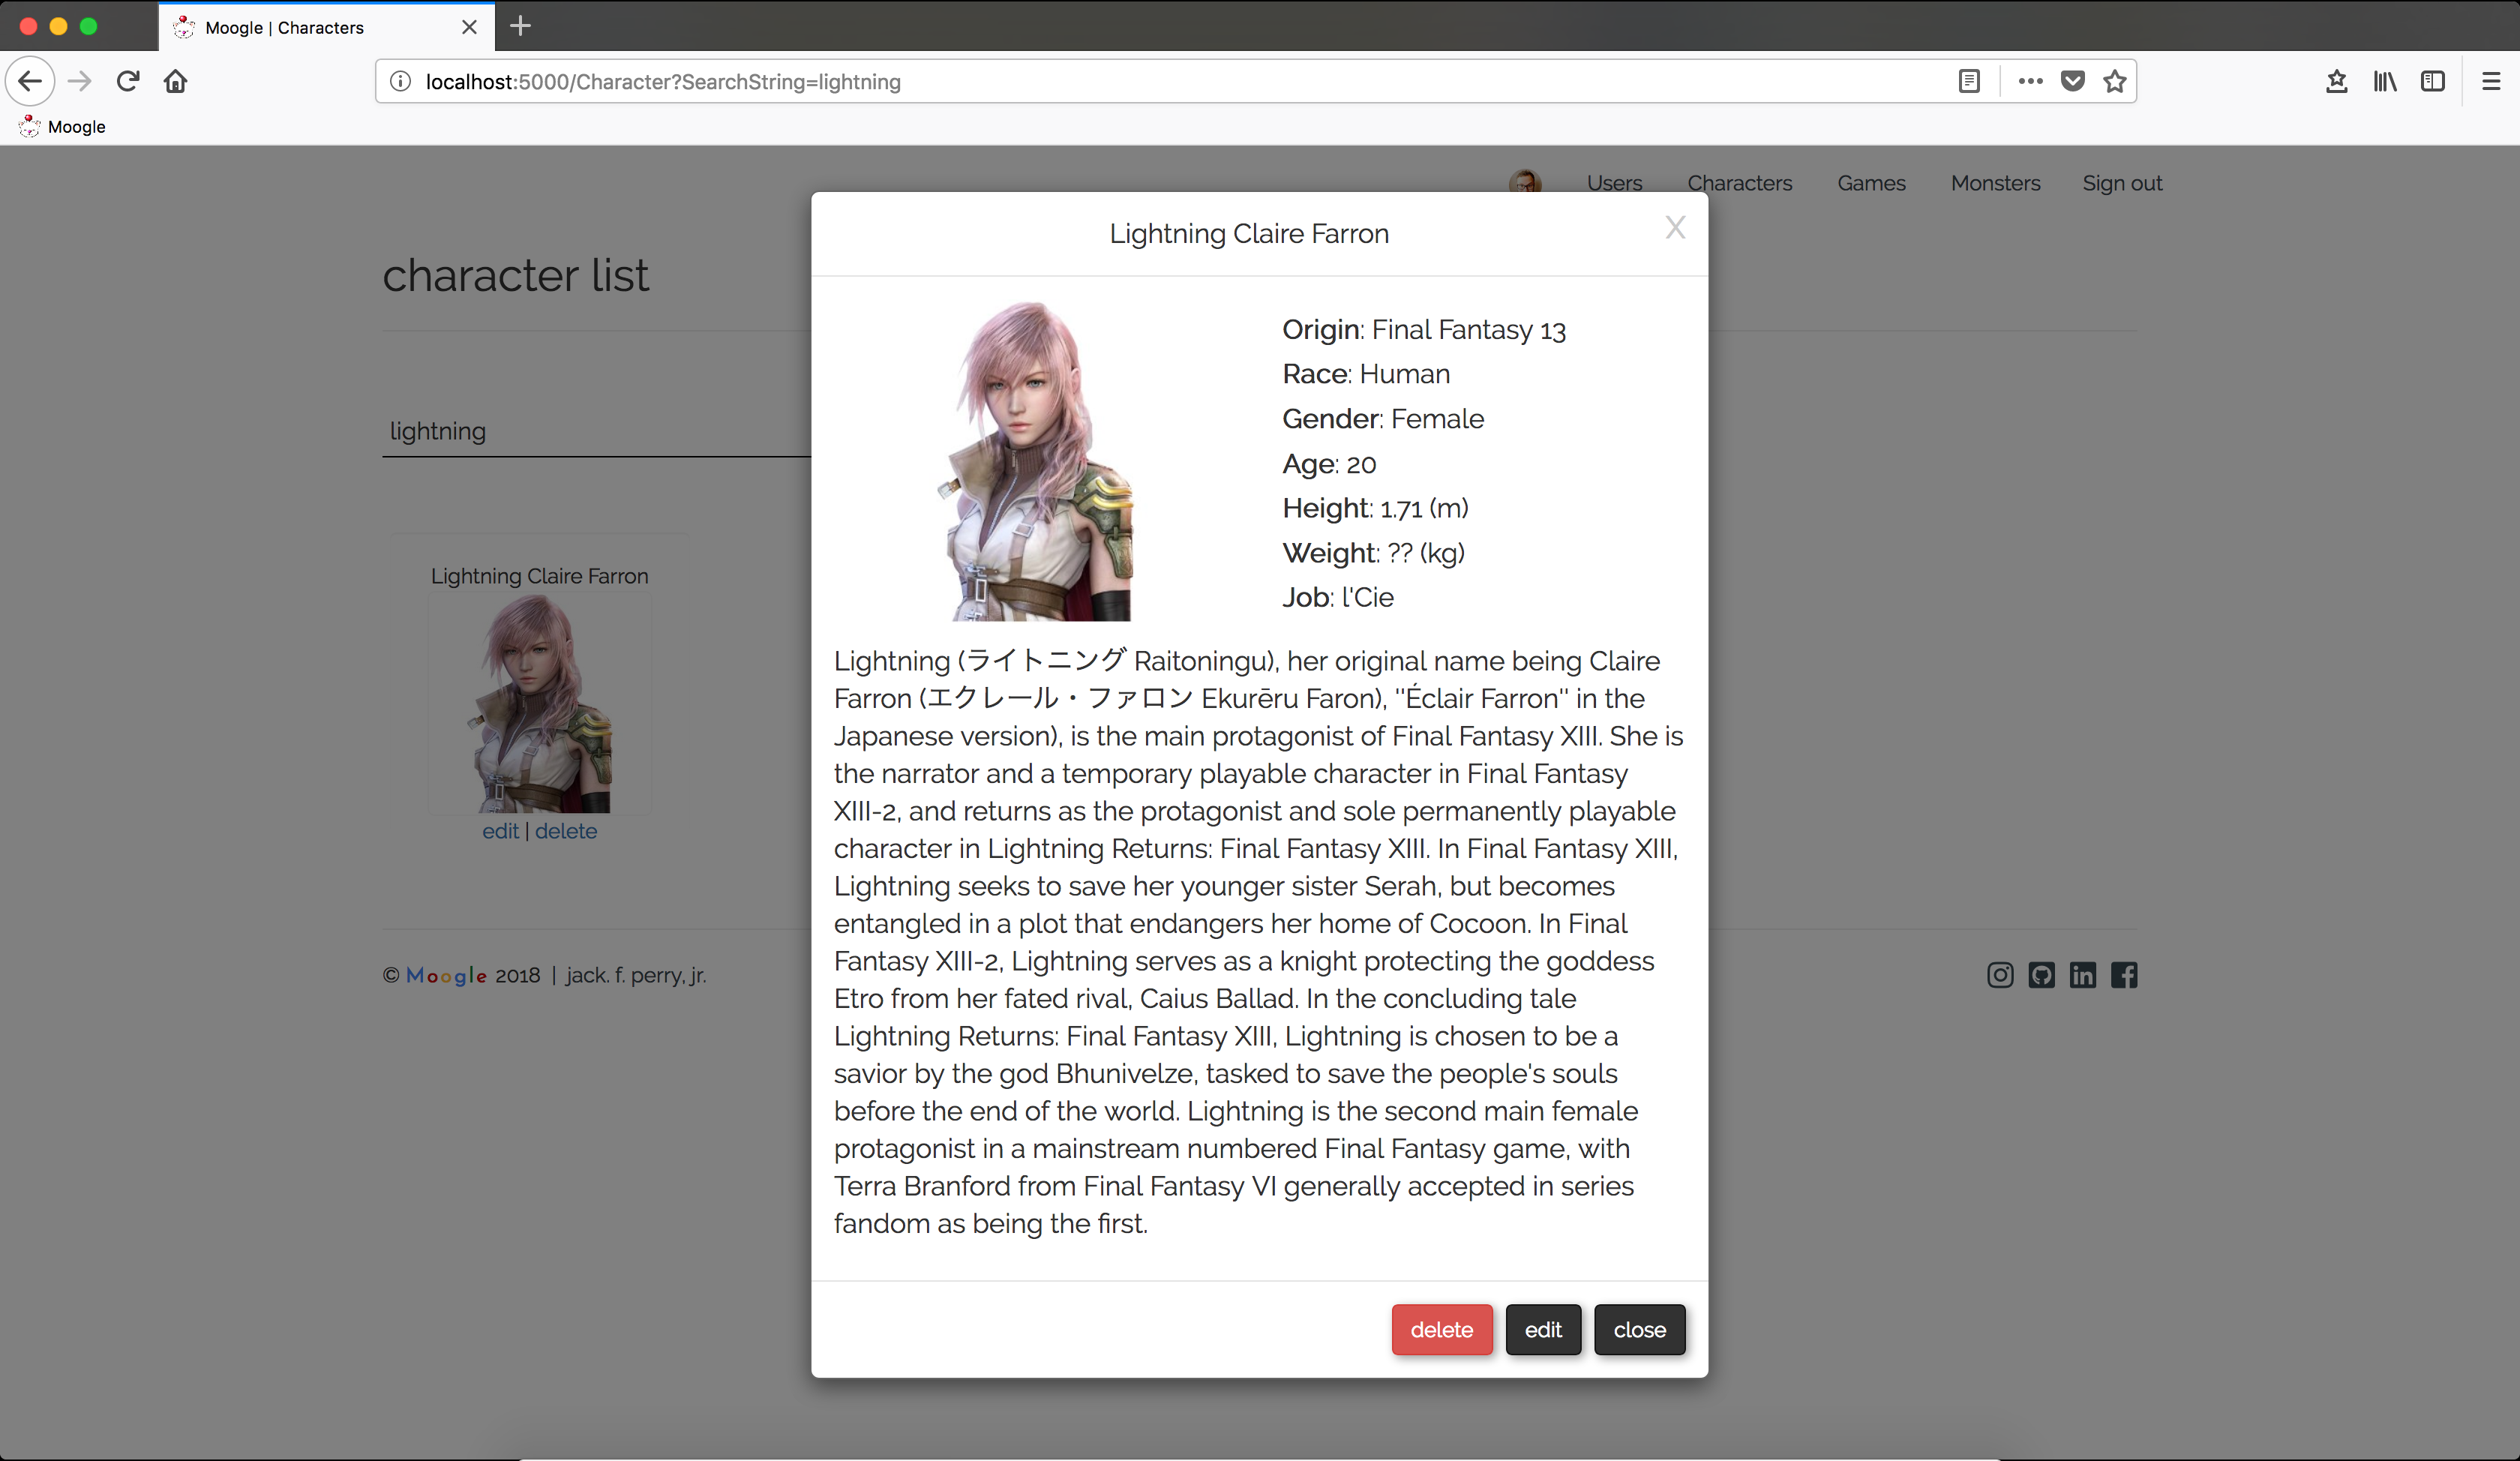 Moogle | Characters
localhost:5000/Character?SearchString=lightning
Moogle
Users Characters Games Monsters Sign out
character list
lightning
Lightning Claire Farron
edit | delete
© Moogle 2018 | jack. f. perry, jr.
Lightning Claire Farron X
Origin: Final Fantasy 13
Race: Human
Gender: Female
Age: 20
Height: 1.71 (m)
Weight: ?? (kg)
Job: l'Cie
Lightning (ライトニング Raitoningu), her original name being Claire
Farron (エクレール・ファロン Ekurēru Faron), "Éclair Farron" in the
Japanese version), is the main protagonist of Final Fantasy XIII. She is
the narrator and a temporary playable character in Final Fantasy
XIII-2, and returns as the protagonist and sole permanently playable
character in Lightning Returns: Final Fantasy XIII. In Final Fantasy XIII,
Lightning seeks to save her younger sister Serah, but becomes
entangled in a plot that endangers her home of Cocoon. In Final
Fantasy XIII-2, Lightning serves as a knight protecting the goddess
Etro from her fated rival, Caius Ballad. In the concluding tale
Lightning Returns: Final Fantasy XIII, Lightning is chosen to be a
savior by the god Bhunivelze, tasked to save the people's souls
before the end of the world. Lightning is the second main female
protagonist in a mainstream numbered Final Fantasy game, with
Terra Branford from Final Fantasy VI generally accepted in series
fandom as being the first.
delete edit close